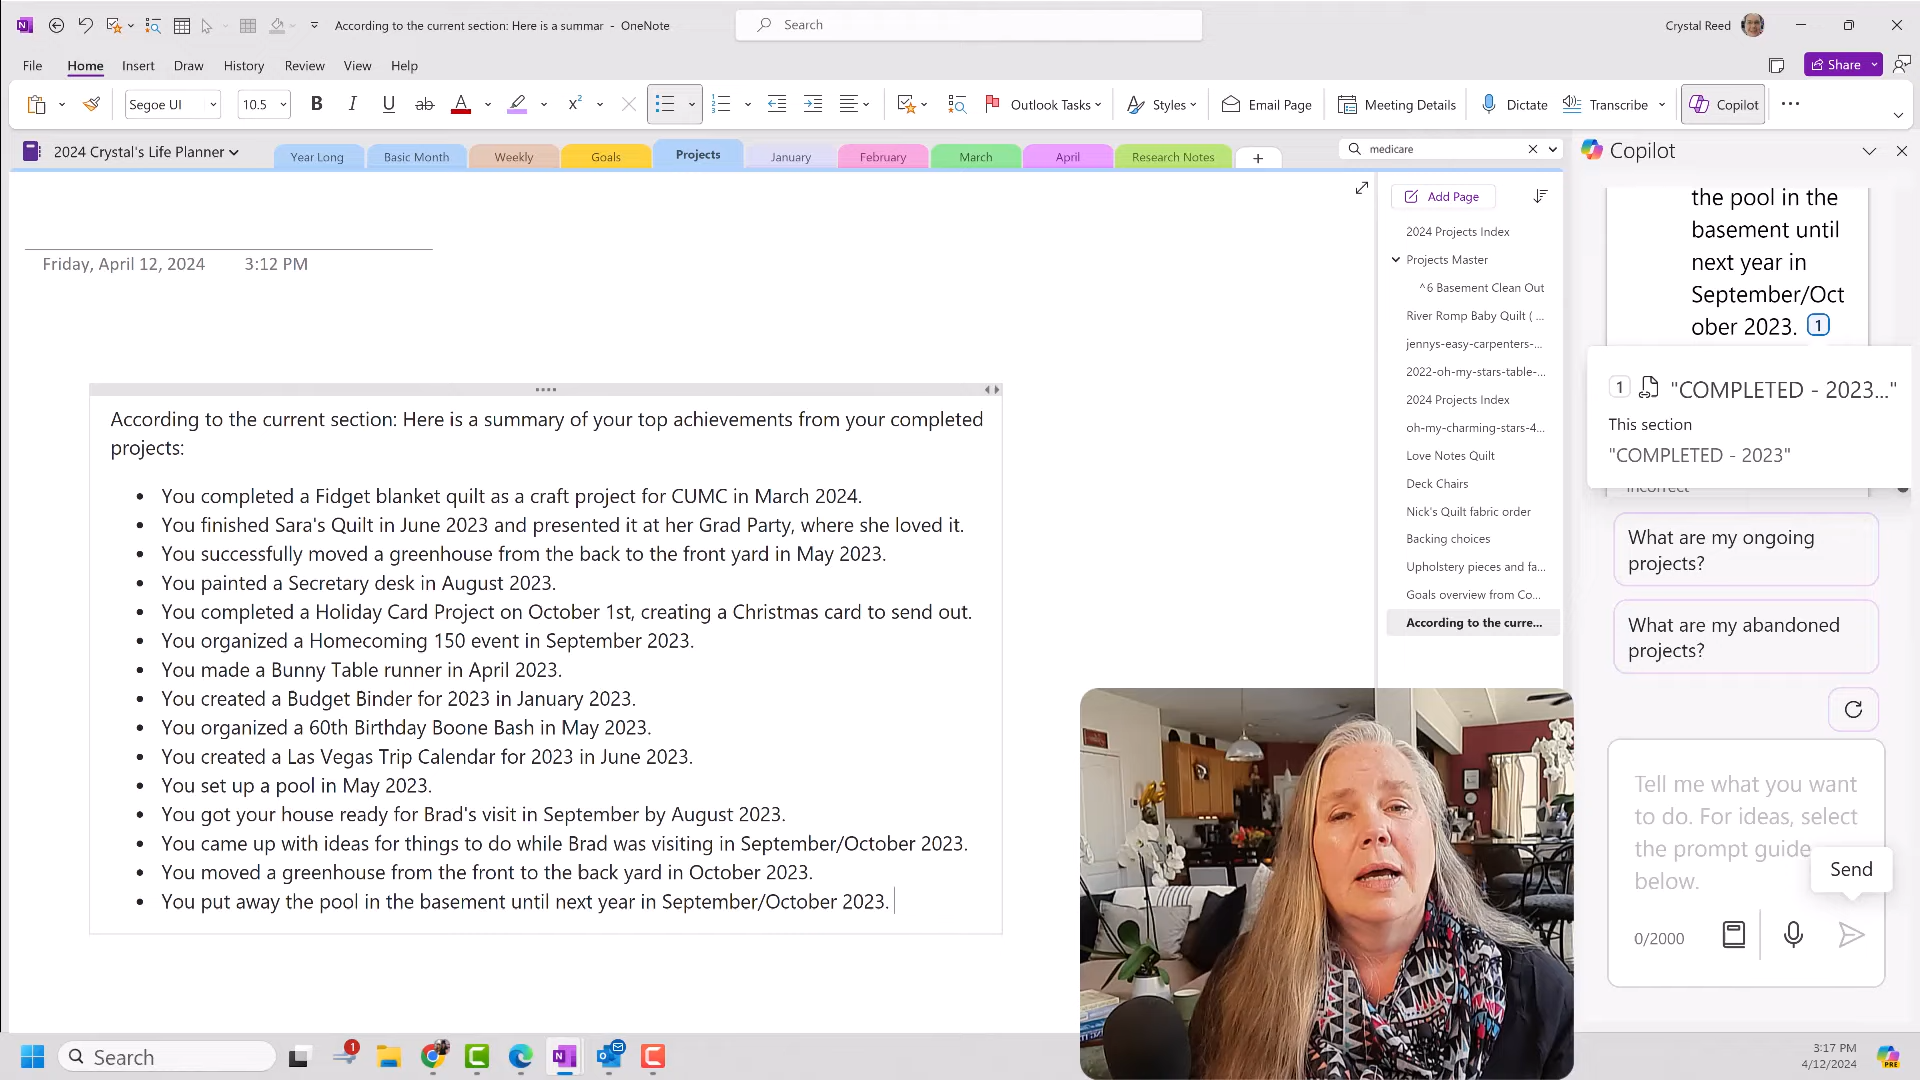 According to the current section: Here is a summar - OneNote
Search
Crystal Reed
File Home Insert Draw History Review View Help
Share
Segoe UI 10.5 B I U ab A x² Outlook Tasks Styles Email Page Meeting Details Dictate Transcribe Copilot
2024 Crystal's Life Planner
Year Long Basic Month Weekly Goals Projects January February March April Research Notes +
medicare
Copilot
Friday, April 12, 2024 3:12 PM
According to the current section: Here is a summary of your top achievements from your completed
projects:
• You completed a Fidget blanket quilt as a craft project for CUMC in March 2024.
• You finished Sara's Quilt in June 2023 and presented it at her Grad Party, where she loved it.
• You successfully moved a greenhouse from the back to the front yard in May 2023.
• You painted a Secretary desk in August 2023.
• You completed a Holiday Card Project on October 1st, creating a Christmas card to send out.
• You organized a Homecoming 150 event in September 2023.
• You made a Bunny Table runner in April 2023.
• You created a Budget Binder for 2023 in January 2023.
• You organized a 60th Birthday Boone Bash in May 2023.
• You created a Las Vegas Trip Calendar for 2023 in June 2023.
• You set up a pool in May 2023.
• You got your house ready for Brad's visit in September by August 2023.
• You came up with ideas for things to do while Brad was visiting in September/October 2023.
• You moved a greenhouse from the front to the back yard in October 2023.
• You put away the pool in the basement until next year in September/October 2023.
Add Page
2024 Projects Index
Projects Master
^6 Basement Clean Out
River Romp Baby Quilt ( ...
jennys-easy-carpenters-...
2022-oh-my-stars-table-...
2024 Projects Index
oh-my-charming-stars-4...
Love Notes Quilt
Deck Chairs
Nick's Quilt fabric order
Backing choices
Upholstery pieces and fa...
Goals overview from Co...
According to the curre...
the pool in the
basement until
next year in
September/Oct
ober 2023. 1
1 "COMPLETED - 2023..."
This section
"COMPLETED - 2023"
incorrect
What are my ongoing
projects?
What are my abandoned
projects?
Tell me what you want
to do. For ideas, select
the prompt guide
below.
Send
0/2000
Search
1
3:17 PM
4/12/2024
PRE